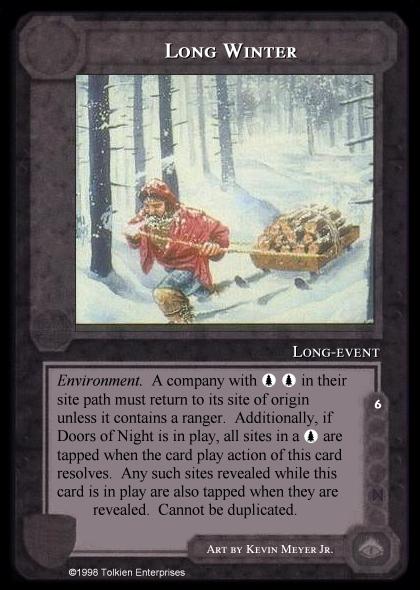 Long Winter
Long-event
Environment. A company with in their
site path must return to its site of origin
unless it contains a ranger. Additionally, if
Doors of Night is in play, all sites in a are
tapped when the card play action of this card
resolves. Any such sites revealed while this
card is in play are also tapped when they are
revealed. Cannot be duplicated.
6
Art by Kevin Meyer Jr.
©1998 Tolkien Enterprises